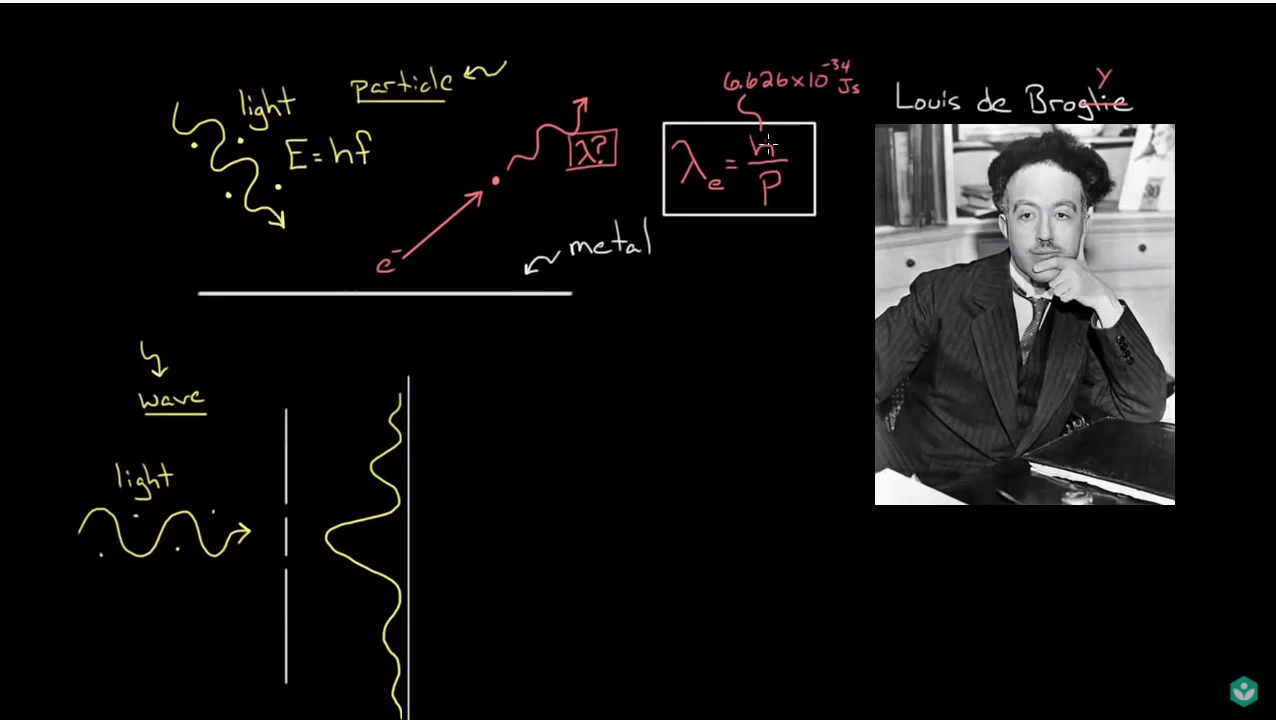 particle
light
E=hf
e⁻
λ?
metal
6.626×10⁻³⁴ Js
λₑ = h/p
Louis de Broglie
y
wave
light